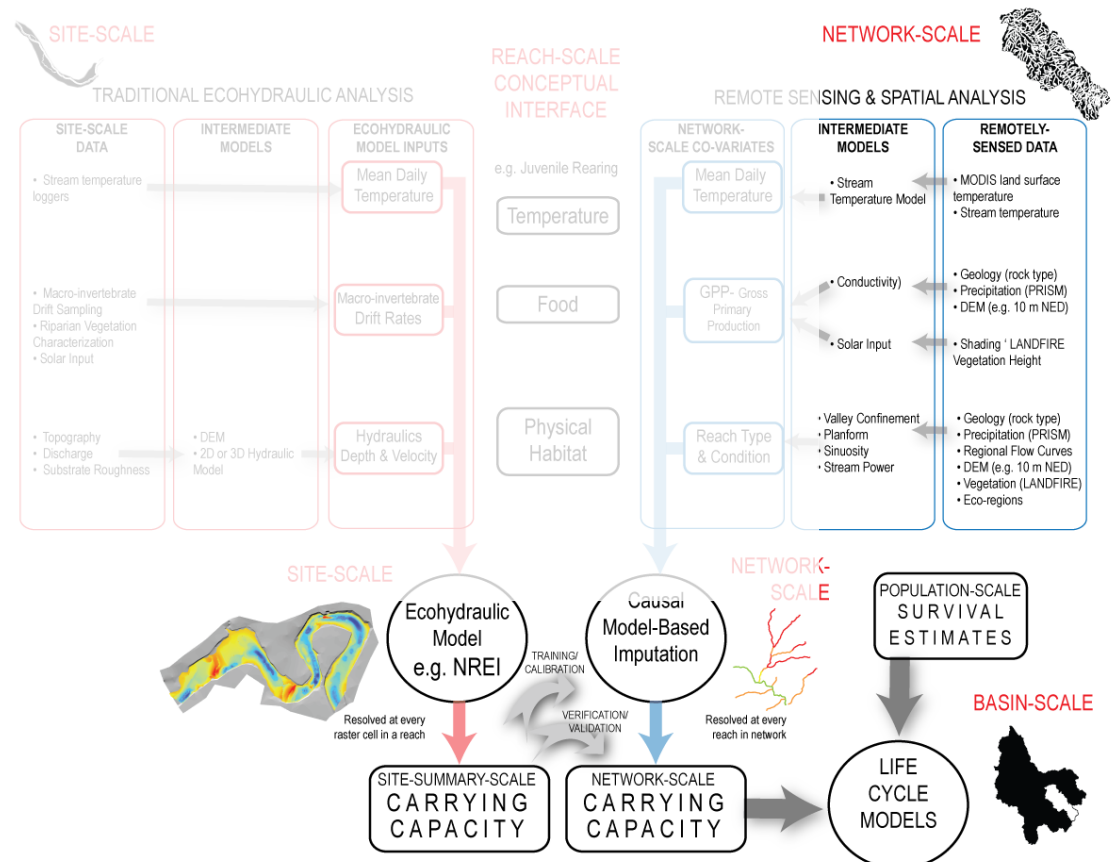 SITE-SCALE
NETWORK-SCALE
REACH-SCALE
CONCEPTUAL
INTERFACE
TRADITIONAL ECOHYDRAULIC ANALYSIS
REMOTE SENSING & SPATIAL ANALYSIS
SITE-SCALE
DATA
• Stream temperature
loggers
• Macro-invertebrate
Drift Sampling
• Riparian Vegetation
Characterization
• Solar Input
• Topography
• Discharge
• Substrate Roughness
INTERMEDIATE
MODELS
• DEM
• 2D or 3D Hydraulic
Model
ECOHYDRAULIC
MODEL INPUTS
Mean Daily
Temperature
Macro-invertebrate
Drift Rates
Hydraulics
Depth & Velocity
e.g. Juvenile Rearing
Temperature
Food
Physical
Habitat
NETWORK-
SCALE CO-VARIATES
Mean Daily
Temperature
GPP- Gross
Primary
Production
Reach Type
& Condition
INTERMEDIATE
MODELS
• Stream
Temperature Model
• Conductivity)
• Solar Input
• Valley Confinement
• Planform
• Sinuosity
• Stream Power
REMOTELY-
SENSED DATA
• MODIS land surface
temperature
• Stream temperature
• Geology (rock type)
• Precipitation (PRISM)
• DEM (e.g. 10 m NED)
• Shading ' LANDFIRE
Vegetation Height
• Geology (rock type)
• Precipitation (PRISM)
• Regional Flow Curves
• DEM (e.g. 10 m NED)
• Vegetation (LANDFIRE)
• Eco-regions
SITE-SCALE
Ecohydraulic
Model
e.g. NREI
TRAINING/
CALIBRATION
VERIFICATION/
VALIDATION
Causal
Model-Based
Imputation
NETWORK-
SCALE
POPULATION-SCALE
SURVIVAL
ESTIMATES
Resolved at every
raster cell in a reach
Resolved at every
reach in network
BASIN-SCALE
SITE-SUMMARY-SCALE
CARRYING
CAPACITY
NETWORK-SCALE
CARRYING
CAPACITY
LIFE
CYCLE
MODELS